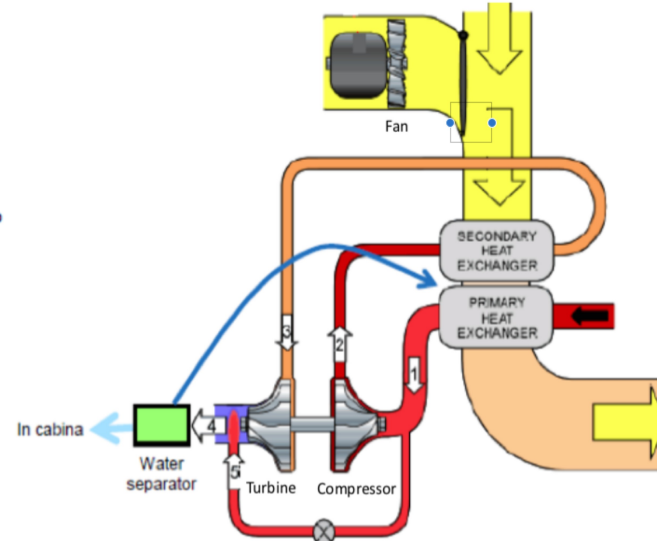 Fan
SECONDARY
HEAT
EXCHANGER
PRIMARY
HEAT
EXCHANGER
3
2
1
4
In cabina
5
Water
separator
Turbine
Compressor